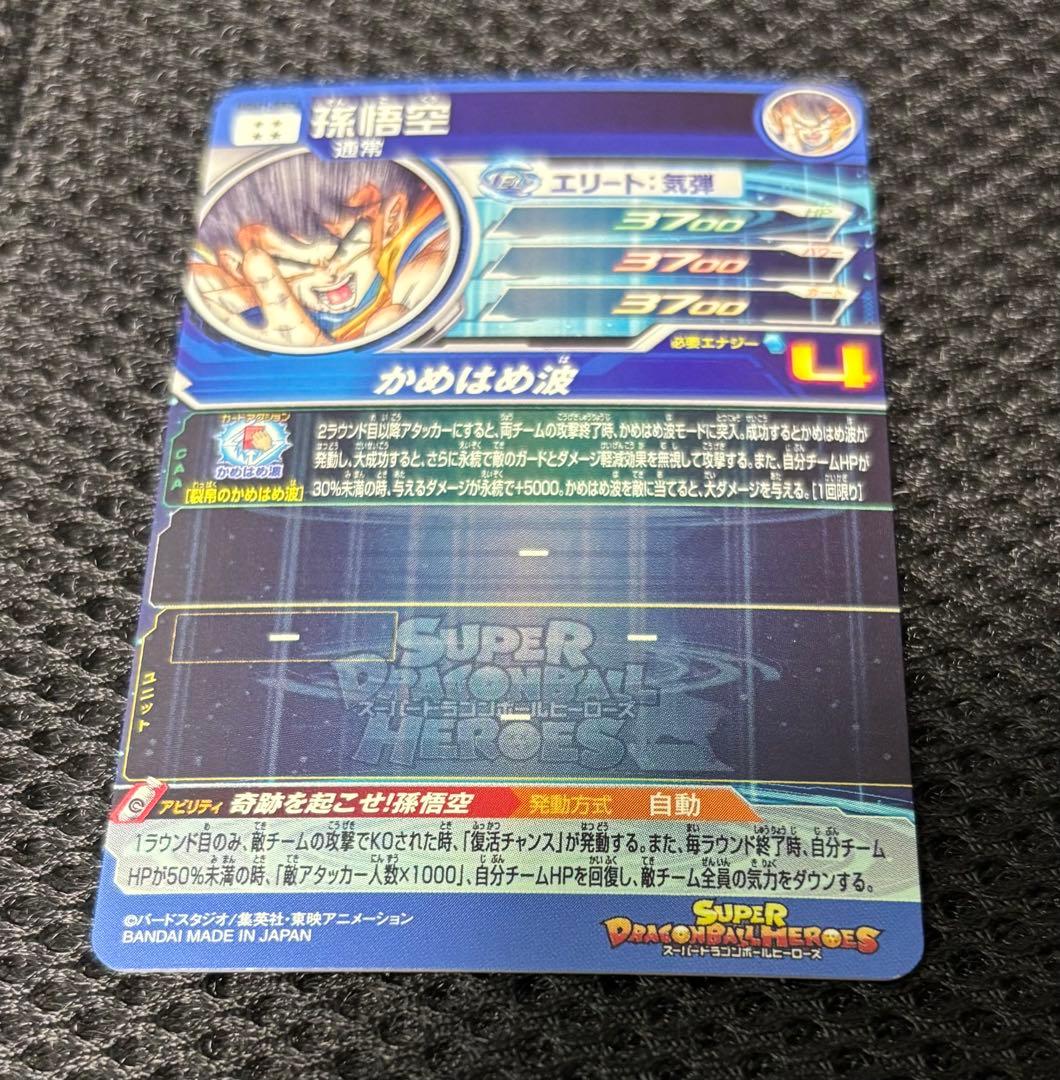 孫悟空
通常
エリート:気弾
3700
HP
3700
3700
必要エナジー
4
かめはめ波
カードアクション
かめはめ波
CAA
[裂帛のかめはめ波]
2ラウンド目以降アタッカーにすると、両チームの攻撃終了時、かめはめ波モードに突入。成功するとかめはめ波が
発動し、大成功すると、さらに永続で敵のガードとダメージ軽減効果を無視して攻撃する。また、自分チームHPが
30%未満の時、与えるダメージが永続で+5000。かめはめ波を敵に当てると、大ダメージを与える。[1回限り]
ー
ユニット
ー
ー
ー
SUPER
DRAGONBALL
スーパードラゴンボールヒーローズ
HEROES
アビリティ 奇跡を起こせ!孫悟空 発動方式 自動
1ラウンド目のみ、敵チームの攻撃でKOされた時、「復活チャンス」が発動する。また、毎ラウンド終了時、自分チーム
HPが50%未満の時、「敵アタッカー人数×1000」、自分チームHPを回復し、敵チーム全員の気力をダウンする。
©バードスタジオ/集英社・東映アニメーション
BANDAI MADE IN JAPAN
SUPER
DRAGONBALL HEROES
スーパードラゴンボールヒーローズ